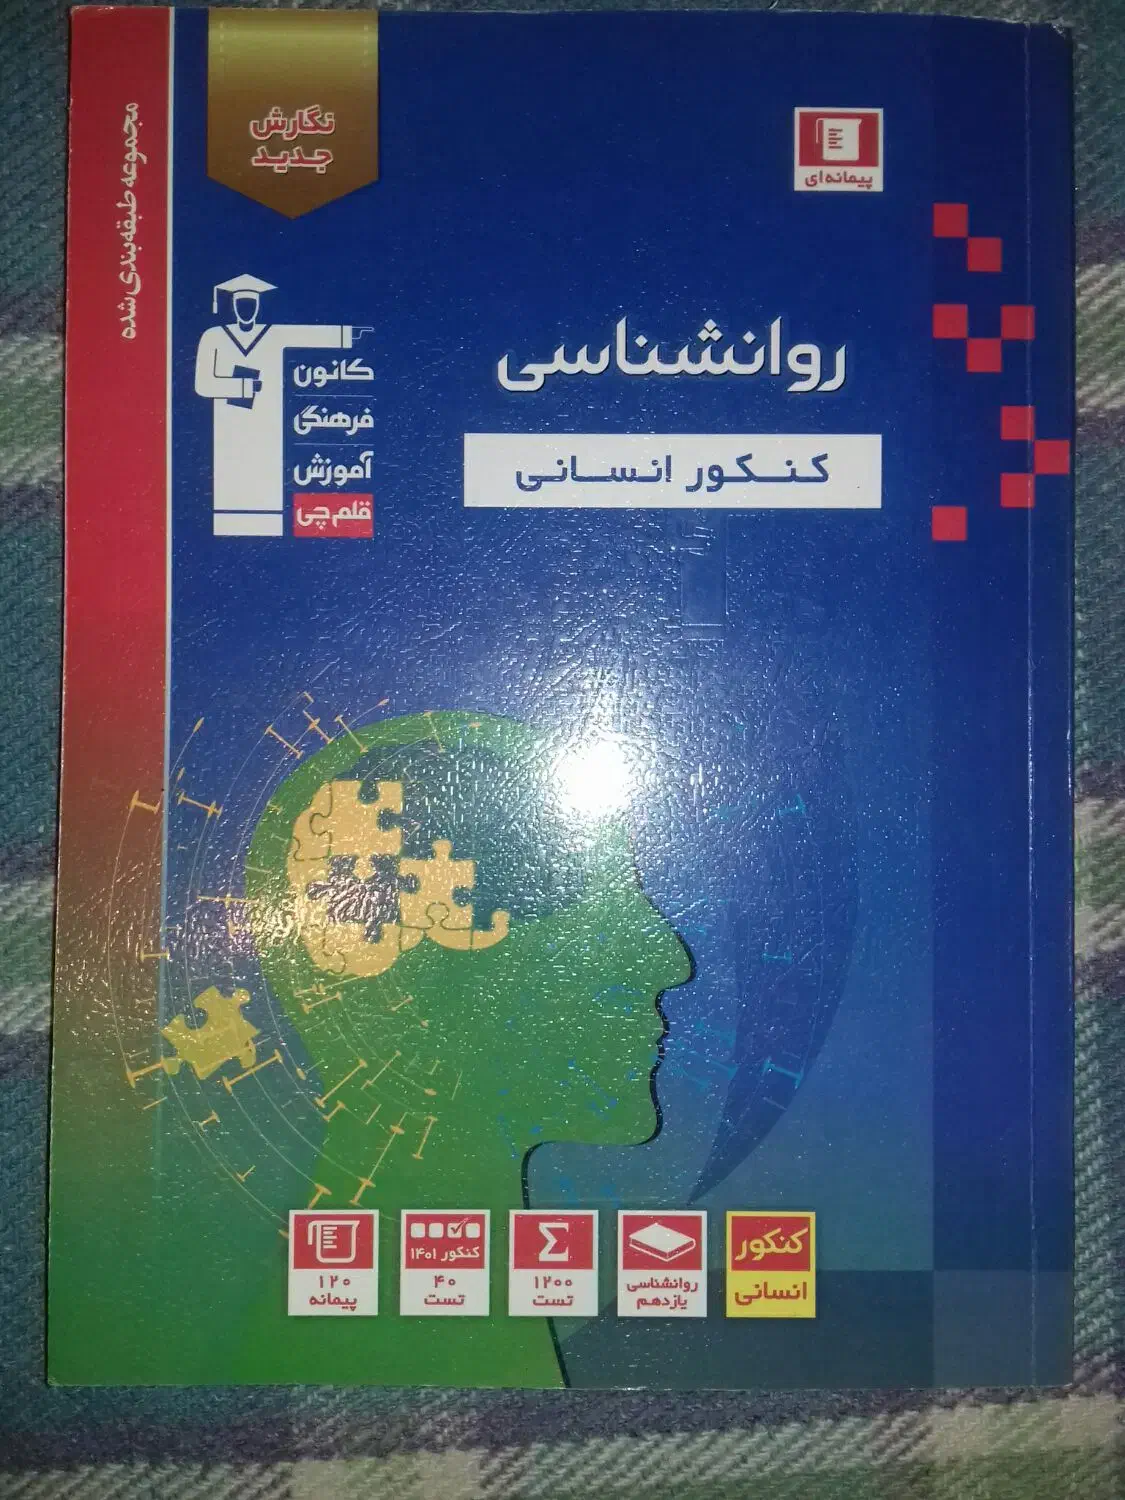 نگارش
جدید
پیمانه‌ای
مجموعه طبقه‌بندی شده
روانشناسی
کنکور انسانی
کانون
فرهنگی
آموزش
قلم‌چی
کنکور
انسانی
روانشناسی
یازدهم
Σ
۱۲۰۰
تست
کنکور ۱۴۰۱
۴۰
تست
۱۲۰
پیمانه